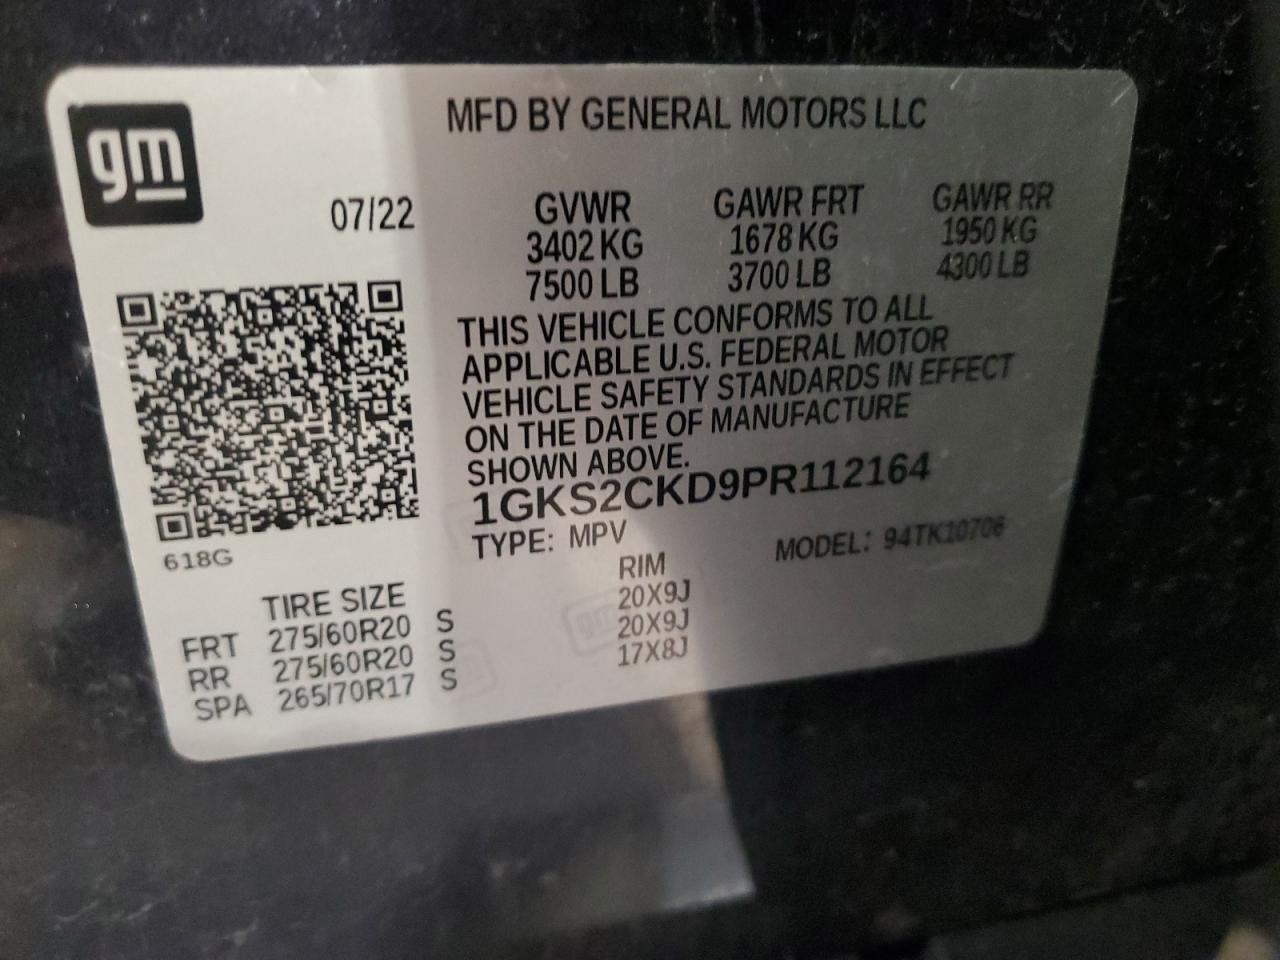 gm
MFD BY GENERAL MOTORS LLC
07/22
GVWR GAWR FRT GAWR RR
3402 KG 1678 KG 1950 KG
7500 LB 3700 LB 4300 LB
THIS VEHICLE CONFORMS TO ALL
APPLICABLE U.S. FEDERAL MOTOR
VEHICLE SAFETY STANDARDS IN EFFECT
ON THE DATE OF MANUFACTURE
SHOWN ABOVE.
1GKS2CKD9PR112164
TYPE: MPV MODEL: 94TK10706
618G
TIRE SIZE RIM
FRT 275/60R20 S 20X9J
RR 275/60R20 S 20X9J
SPA 265/70R17 S 17X8J